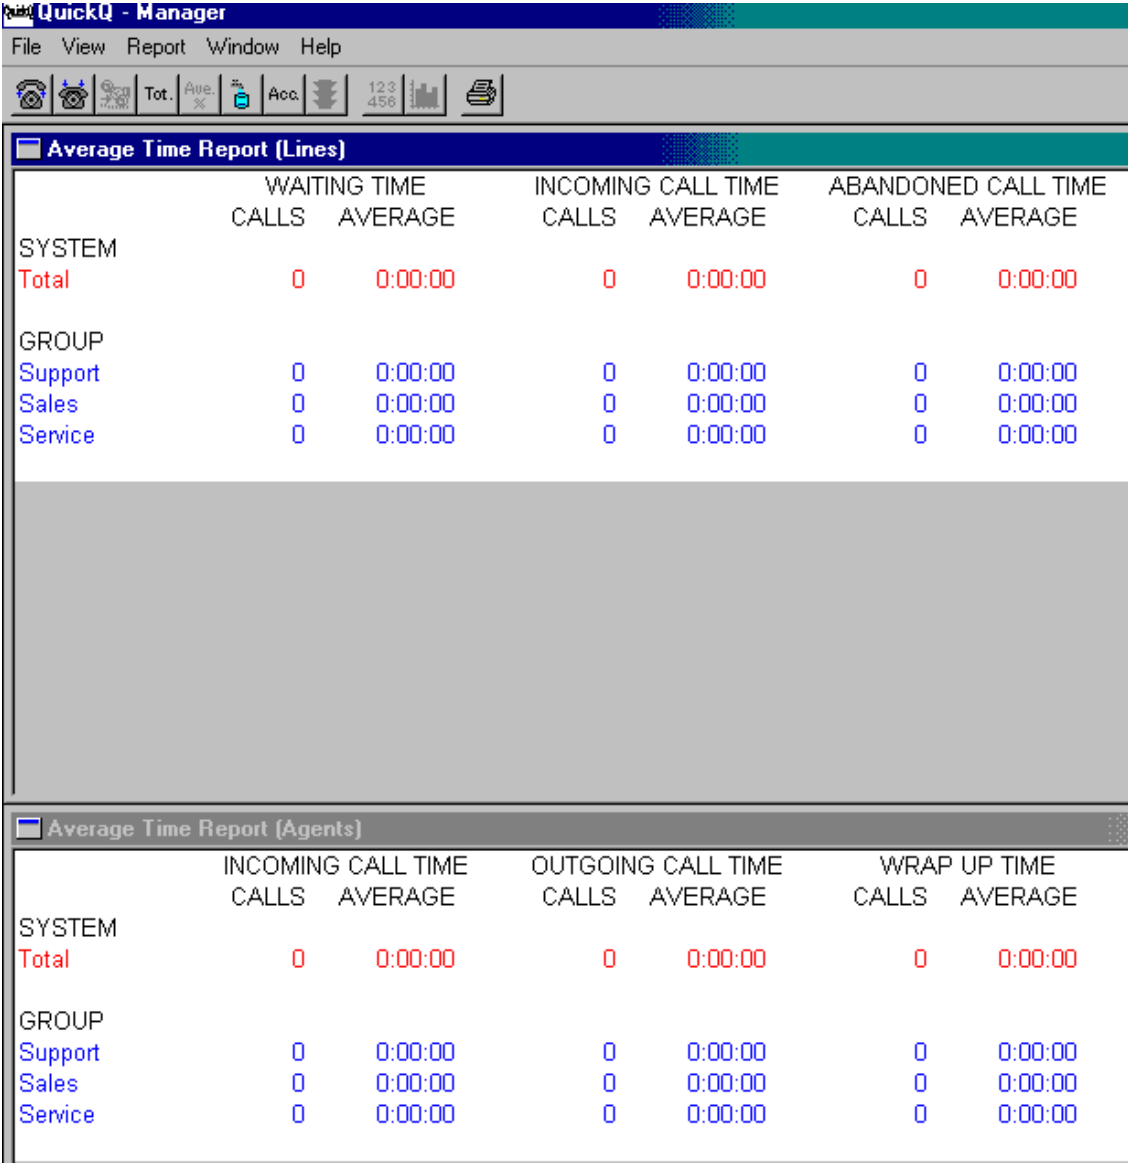 QuickQ - Manager
File View Report Window Help
Tot. Ave. % Acc. 123 456
Average Time Report (Lines)
WAITING TIME INCOMING CALL TIME ABANDONED CALL TIME
CALLS AVERAGE CALLS AVERAGE CALLS AVERAGE
SYSTEM
Total 0 0:00:00 0 0:00:00 0 0:00:00
GROUP
Support 0 0:00:00 0 0:00:00 0 0:00:00
Sales 0 0:00:00 0 0:00:00 0 0:00:00
Service 0 0:00:00 0 0:00:00 0 0:00:00
Average Time Report (Agents)
INCOMING CALL TIME OUTGOING CALL TIME WRAP UP TIME
CALLS AVERAGE CALLS AVERAGE CALLS AVERAGE
SYSTEM
Total 0 0:00:00 0 0:00:00 0 0:00:00
GROUP
Support 0 0:00:00 0 0:00:00 0 0:00:00
Sales 0 0:00:00 0 0:00:00 0 0:00:00
Service 0 0:00:00 0 0:00:00 0 0:00:00